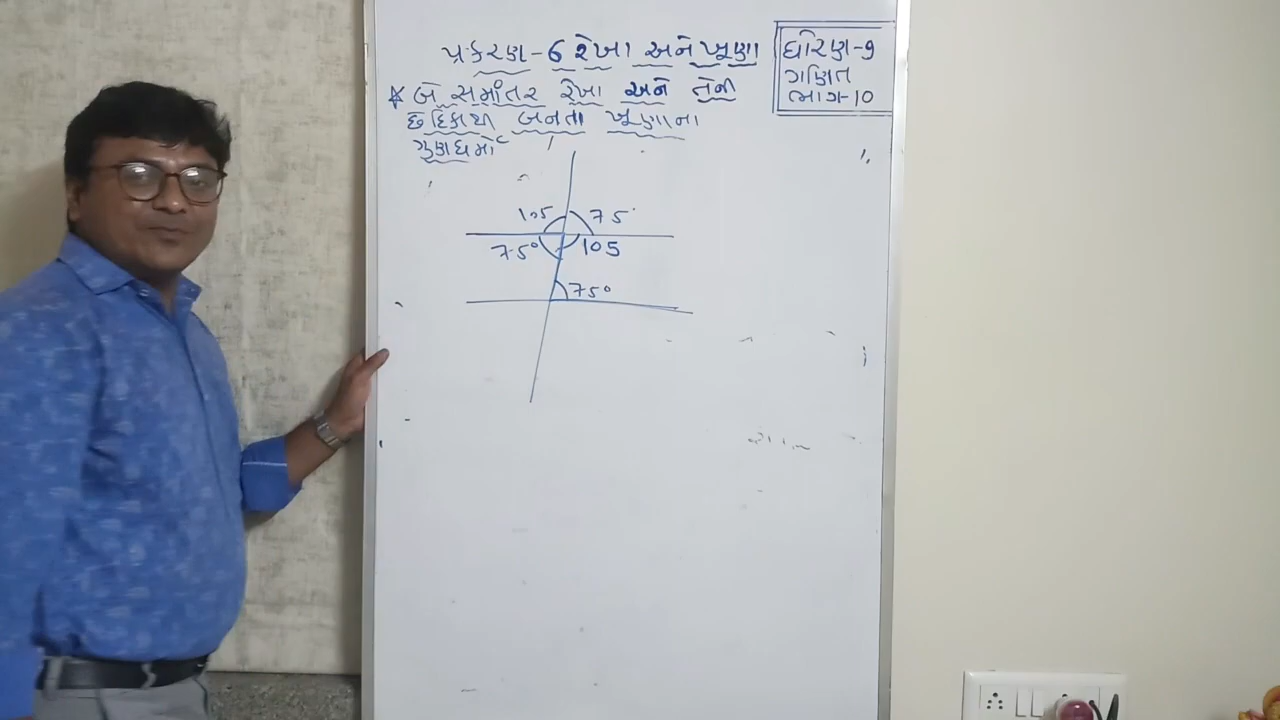 પ્રકરણ-6 રેખા અને ખૂણા
* બે સમાંતર રેખા અને તેની
છેદિકાથી બનતા ખૂણાના
ગુણધર્મો
ધોરણ-9
ગણિત
ભાગ-10
105 75°
75° 105
75°